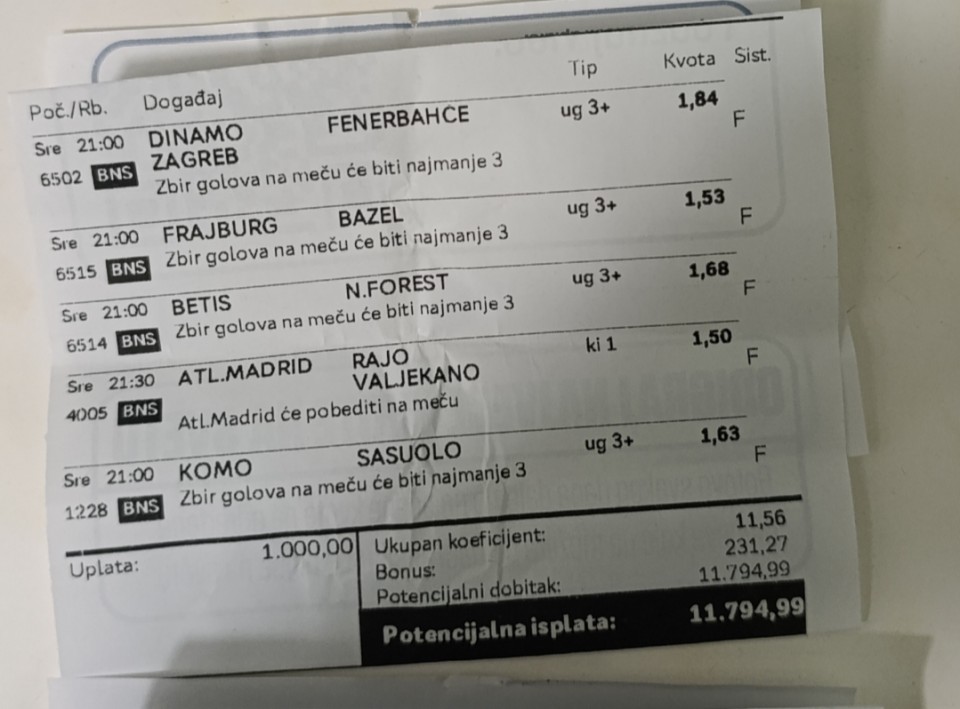 Poč./Rb. Događaj Tip Kvota Sist.
Sre 21:00 DINAMO ZAGREB FENERBAHCE ug 3+ 1,84 F
6502 BNS Zbir golova na meču će biti najmanje 3
Sre 21:00 FRAJBURG BAZEL ug 3+ 1,53 F
6515 BNS Zbir golova na meču će biti najmanje 3
Sre 21:00 BETIS N.FOREST ug 3+ 1,68 F
6514 BNS Zbir golova na meču će biti najmanje 3
Sre 21:30 ATL.MADRID RAJO VALJEKANO ki 1 1,50 F
4005 BNS Atl.Madrid će pobediti na meču
Sre 21:00 KOMO SASUOLO ug 3+ 1,63 F
1228 BNS Zbir golova na meču će biti najmanje 3
Uplata: 1.000,00
Ukupan koeficijent: 11,56
Bonus: 231,27
Potencijalni dobitak: 11.794,99
Potencijalna isplata: 11.794,99